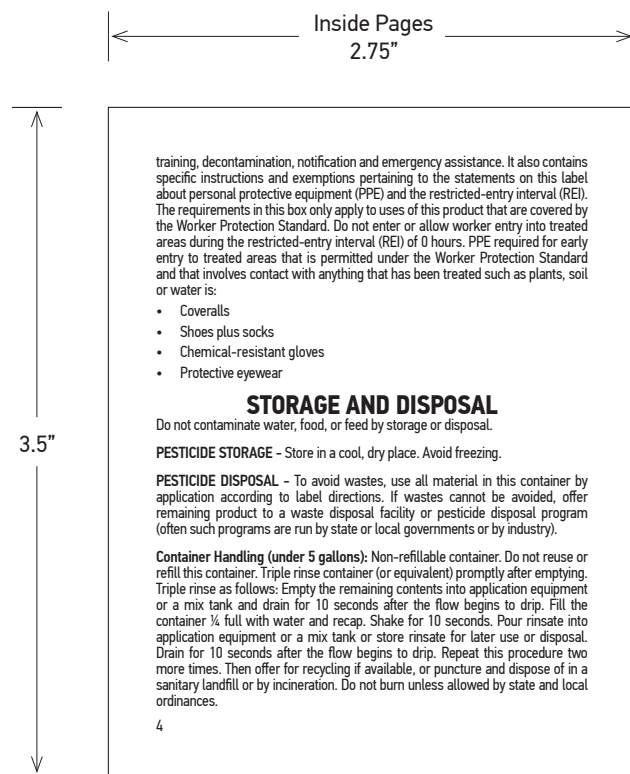 Inside Pages
2.75”
3.5”
training, decontamination, notification and emergency assistance. It also contains
specific instructions and exemptions pertaining to the statements on this label
about personal protective equipment (PPE) and the restricted-entry interval (REI).
The requirements in this box only apply to uses of this product that are covered by
the Worker Protection Standard. Do not enter or allow worker entry into treated
areas during the restricted-entry interval (REI) of 0 hours. PPE required for early
entry to treated areas that is permitted under the Worker Protection Standard
and that involves contact with anything that has been treated such as plants, soil
or water is:
• Coveralls
• Shoes plus socks
• Chemical-resistant gloves
• Protective eyewear
STORAGE AND DISPOSAL
Do not contaminate water, food, or feed by storage or disposal.
PESTICIDE STORAGE – Store in a cool, dry place. Avoid freezing.
PESTICIDE DISPOSAL – To avoid wastes, use all material in this container by
application according to label directions. If wastes cannot be avoided, offer
remaining product to a waste disposal facility or pesticide disposal program
(often such programs are run by state or local governments or by industry).
Container Handling (under 5 gallons): Non-refillable container. Do not reuse or
refill this container. Triple rinse container (or equivalent) promptly after emptying.
Triple rinse as follows: Empty the remaining contents into application equipment
or a mix tank and drain for 10 seconds after the flow begins to drip. Fill the
container ¼ full with water and recap. Shake for 10 seconds. Pour rinsate into
application equipment or a mix tank or store rinsate for later use or disposal.
Drain for 10 seconds after the flow begins to drip. Repeat this procedure two
more times. Then offer for recycling if available, or puncture and dispose of in a
sanitary landfill or by incineration. Do not burn unless allowed by state and local
ordinances.
4